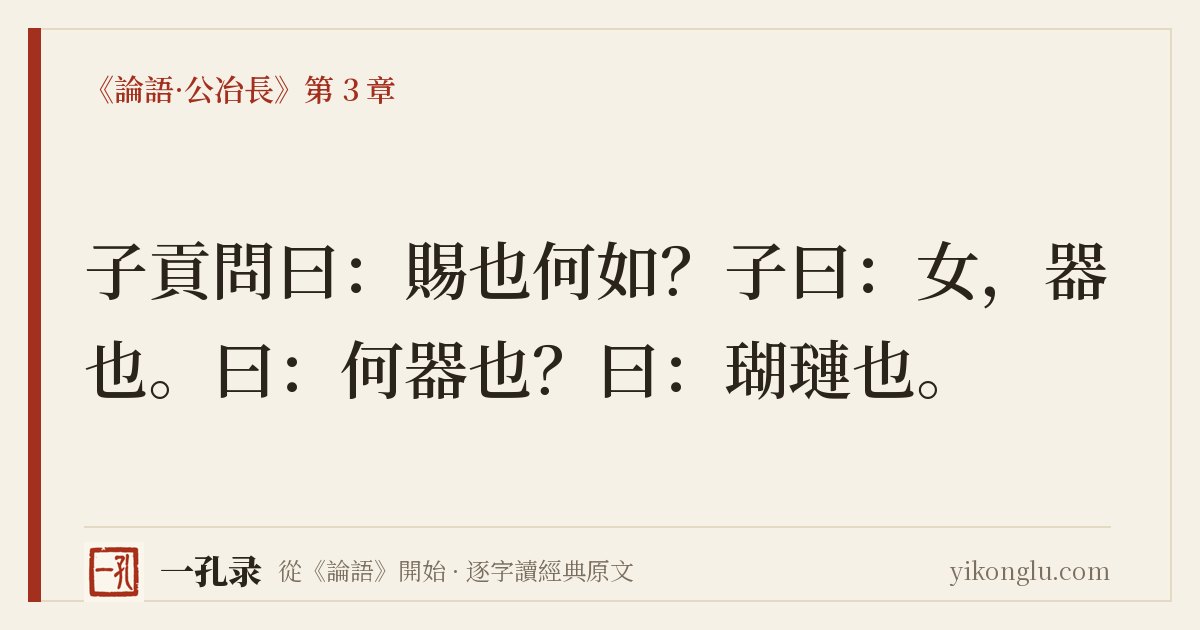 《論語·公冶長》第 3 章
子貢問曰：賜也何如？子曰：女，器
也。曰：何器也？曰：瑚璉也。
一孔
一孔录 從《論語》開始 · 逐字讀經典原文 yikonglu.com